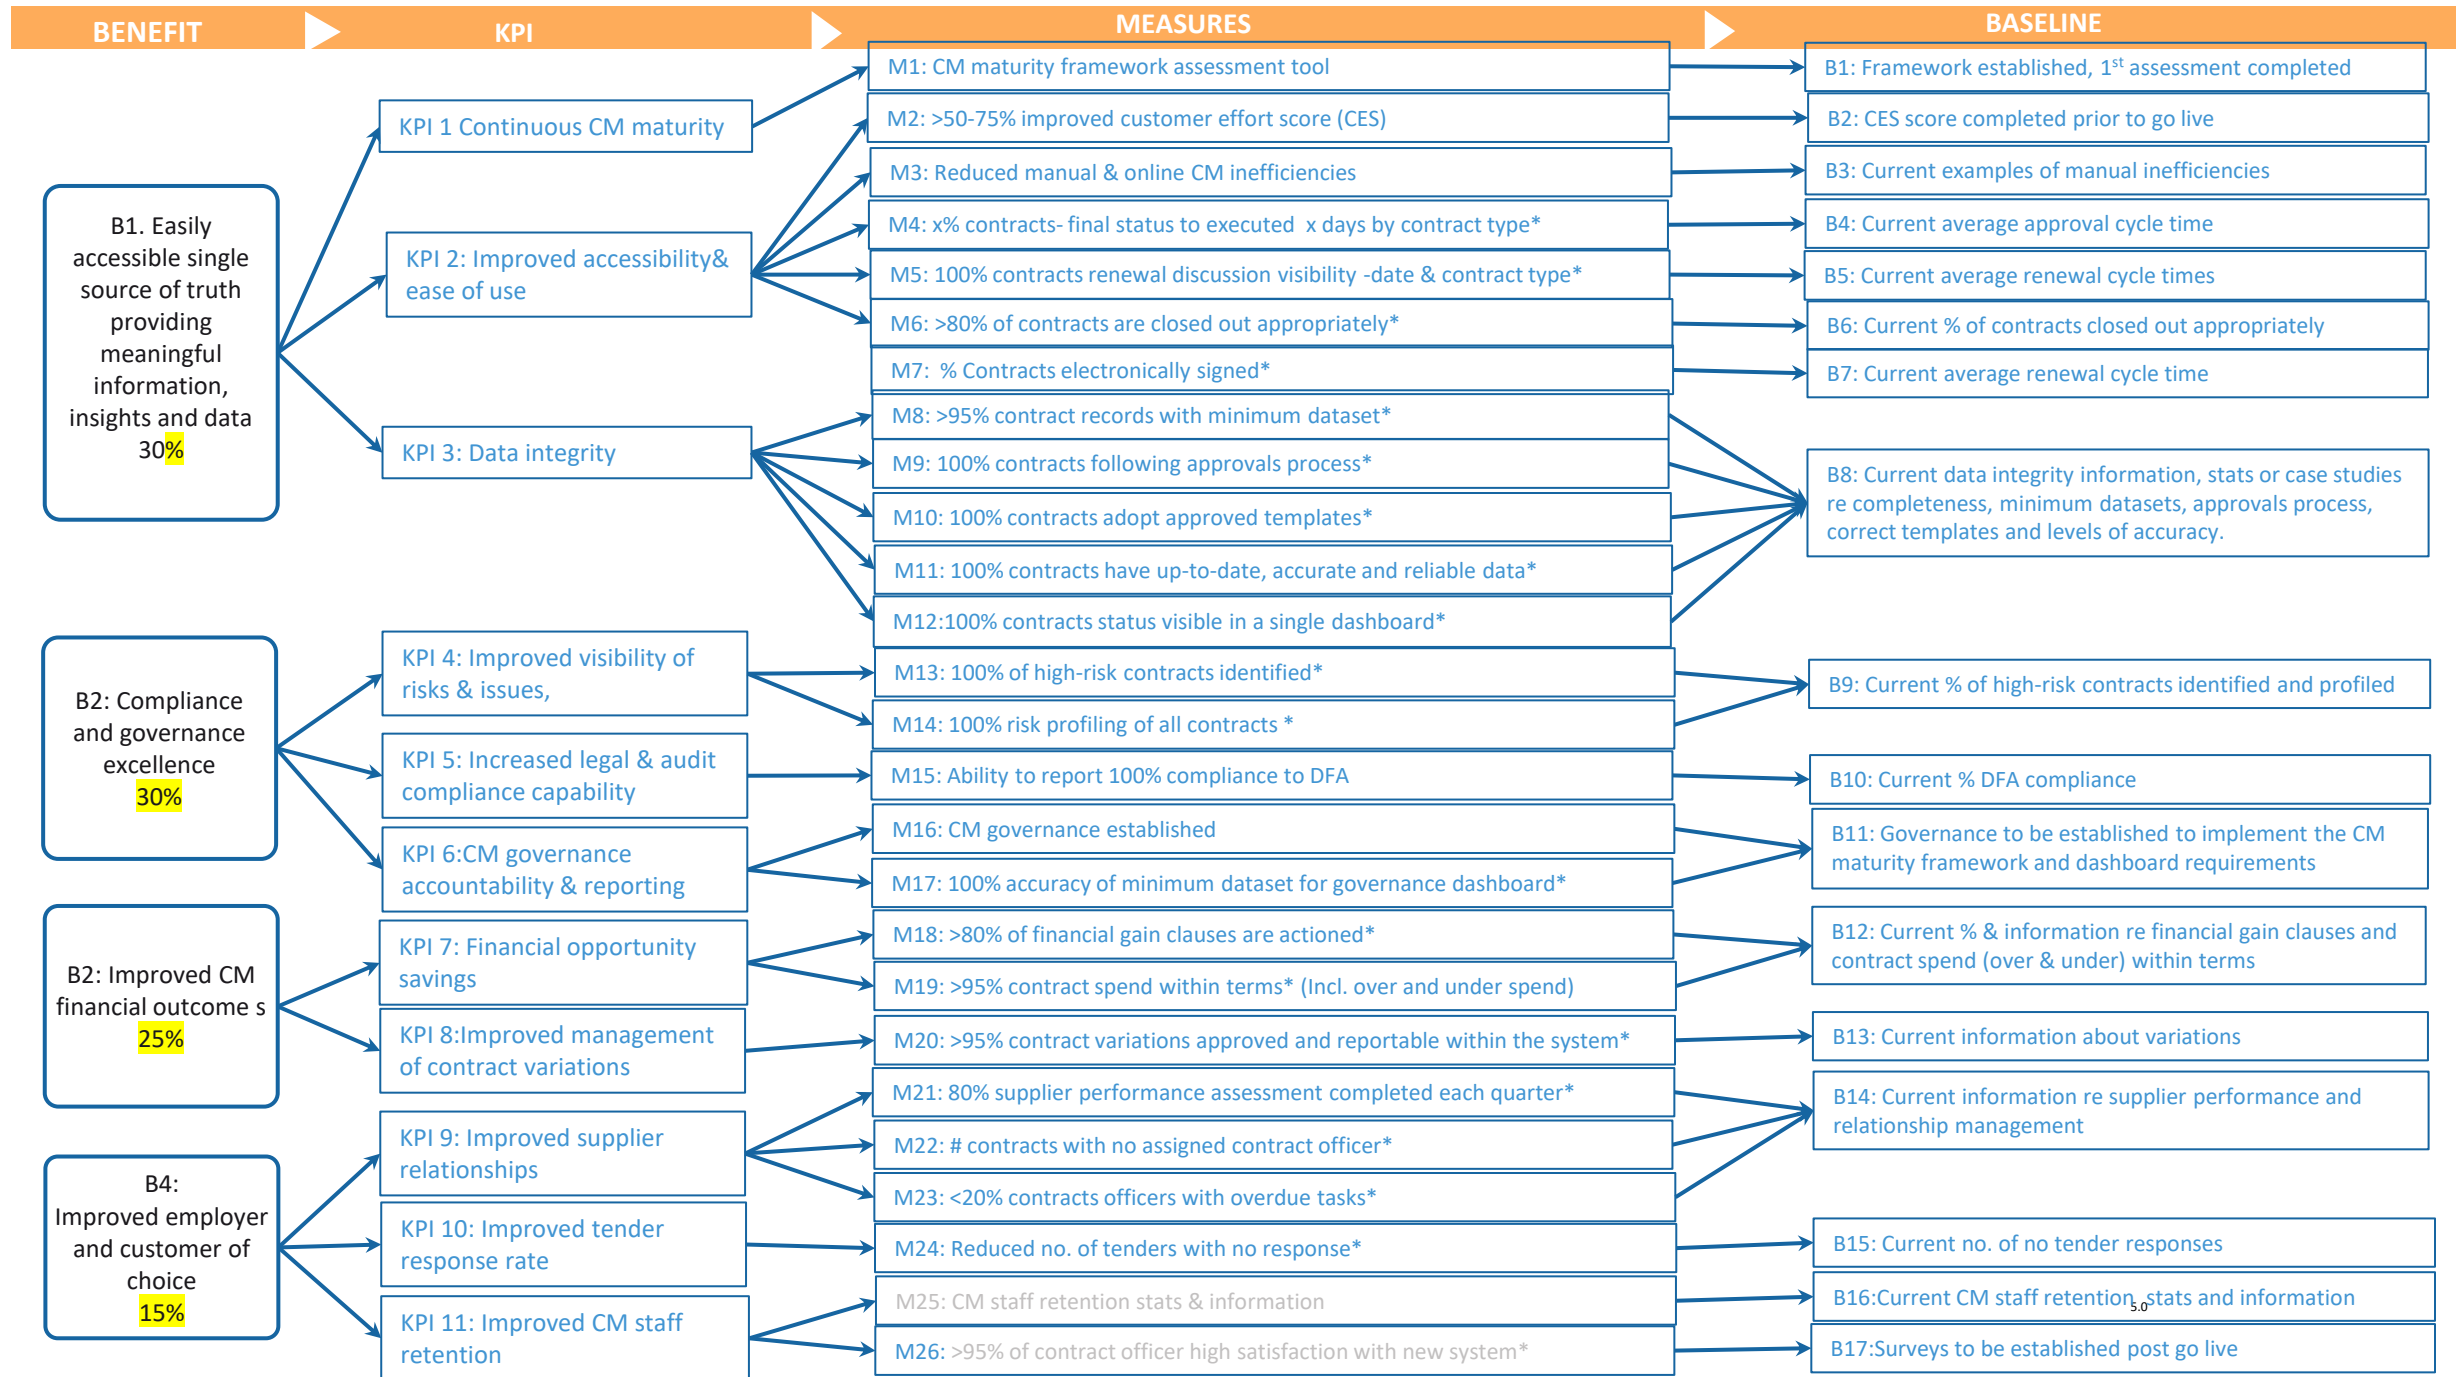 BENEFIT
KPI
MEASURES
BASELINE
B1. Easily
accessible single
source of truth
providing
meaningful
information,
insights and data
30%
B2: Compliance
and governance
excellence
30%
B2: Improved CM
financial outcome s
25%
B4:
Improved employer
and customer of
choice
15%
KPI 1 Continuous CM maturity
KPI 2: Improved accessibility&
ease of use
KPI 3: Data integrity
KPI 4: Improved visibility of
risks & issues,
KPI 5: Increased legal & audit
compliance capability
KPI 6:CM governance
accountability & reporting
KPI 7: Financial opportunity
savings
KPI 8:Improved management
of contract variations
KPI 9: Improved supplier
relationships
KPI 10: Improved tender
response rate
KPI 11: Improved CM staff
retention
M1: CM maturity framework assessment tool
M2: >50-75% improved customer effort score (CES)
M3: Reduced manual & online CM inefficiencies
M4: x% contracts- final status to executed x days by contract type*
M5: 100% contracts renewal discussion visibility -date & contract type*
M6: >80% of contracts are closed out appropriately*
M7: % Contracts electronically signed*
M8: >95% contract records with minimum dataset*
M9: 100% contracts following approvals process*
M10: 100% contracts adopt approved templates*
M11: 100% contracts have up-to-date, accurate and reliable data*
M12:100% contracts status visible in a single dashboard*
M13: 100% of high-risk contracts identified*
M14: 100% risk profiling of all contracts *
M15: Ability to report 100% compliance to DFA
M16: CM governance established
M17: 100% accuracy of minimum dataset for governance dashboard*
M18: >80% of financial gain clauses are actioned*
M19: >95% contract spend within terms* (Incl. over and under spend)
M20: >95% contract variations approved and reportable within the system*
M21: 80% supplier performance assessment completed each quarter*
M22: # contracts with no assigned contract officer*
M23: <20% contracts officers with overdue tasks*
M24: Reduced no. of tenders with no response*
M25: CM staff retention stats & information
M26: >95% of contract officer high satisfaction with new system*
B1: Framework established, 1st assessment completed
B2: CES score completed prior to go live
B3: Current examples of manual inefficiencies
B4: Current average approval cycle time
B5: Current average renewal cycle times
B6: Current % of contracts closed out appropriately
B7: Current average renewal cycle time
B8: Current data integrity information, stats or case studies
re completeness, minimum datasets, approvals process,
correct templates and levels of accuracy.
B9: Current % of high-risk contracts identified and profiled
B10: Current % DFA compliance
B11: Governance to be established to implement the CM
maturity framework and dashboard requirements
B12: Current % & information re financial gain clauses and
contract spend (over & under) within terms
B13: Current information about variations
B14: Current information re supplier performance and
relationship management
B15: Current no. of no tender responses
B16:Current CM staff retention stats and information
5.0
B17:Surveys to be established post go live